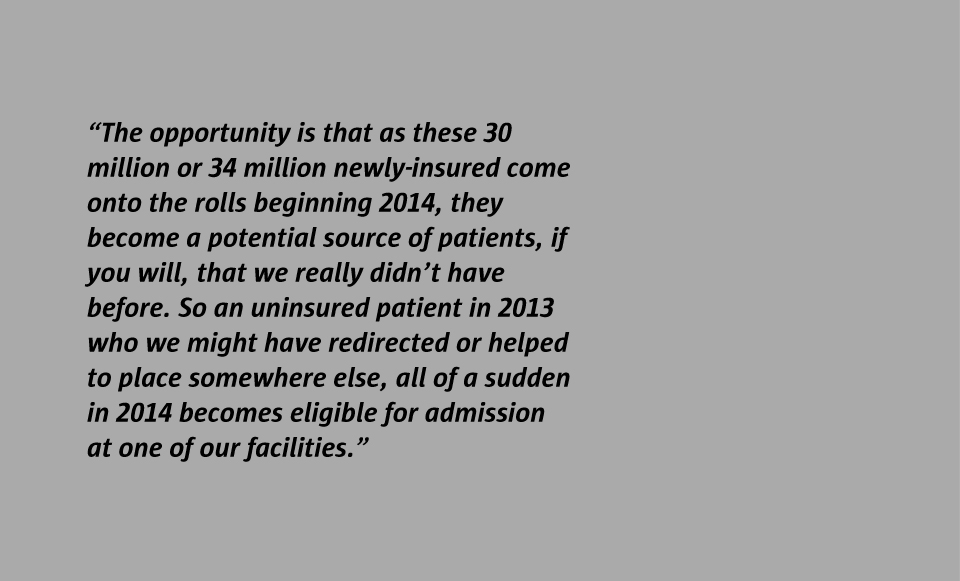 “The opportunity is that as these 30
million or 34 million newly-insured come
onto the rolls beginning 2014, they
become a potential source of patients, if
you will, that we really didn’t have
before. So an uninsured patient in 2013
who we might have redirected or helped
to place somewhere else, all of a sudden
in 2014 becomes eligible for admission
at one of our facilities.”